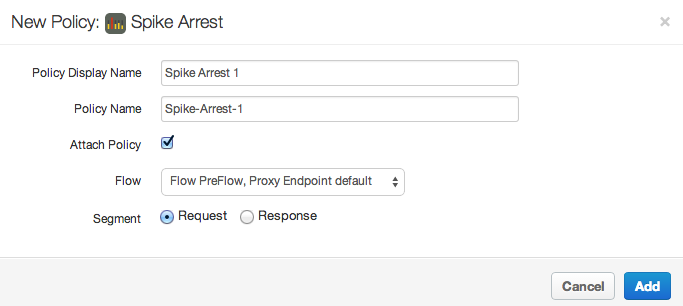 New Policy: Spike Arrest ×
Policy Display Name Spike Arrest 1
Policy Name Spike-Arrest-1
Attach Policy
Flow Flow PreFlow, Proxy Endpoint default
Segment Request Response
Cancel Add